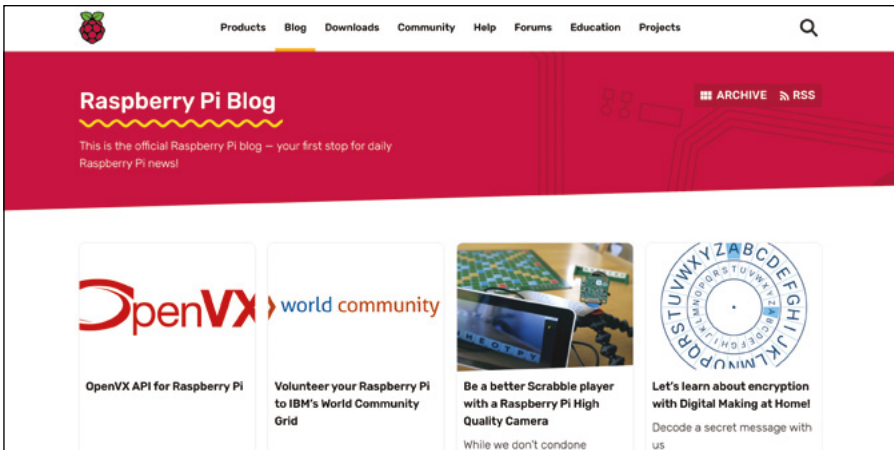 Products Blog Downloads Community Help Forums Education Projects
Raspberry Pi Blog
ARCHIVE RSS
This is the official Raspberry Pi blog — your first stop for daily
Raspberry Pi news!
OpenVX
world community
HEOTPT
YZABCDEFGHIJKLMNOPQRSTUVWX
OpenVX API for Raspberry Pi
Volunteer your Raspberry Pi
to IBM's World Community
Grid
Be a better Scrabble player
with a Raspberry Pi High
Quality Camera
While we don't condone
Let's learn about encryption
with Digital Making at Home!
Decode a secret message with
us